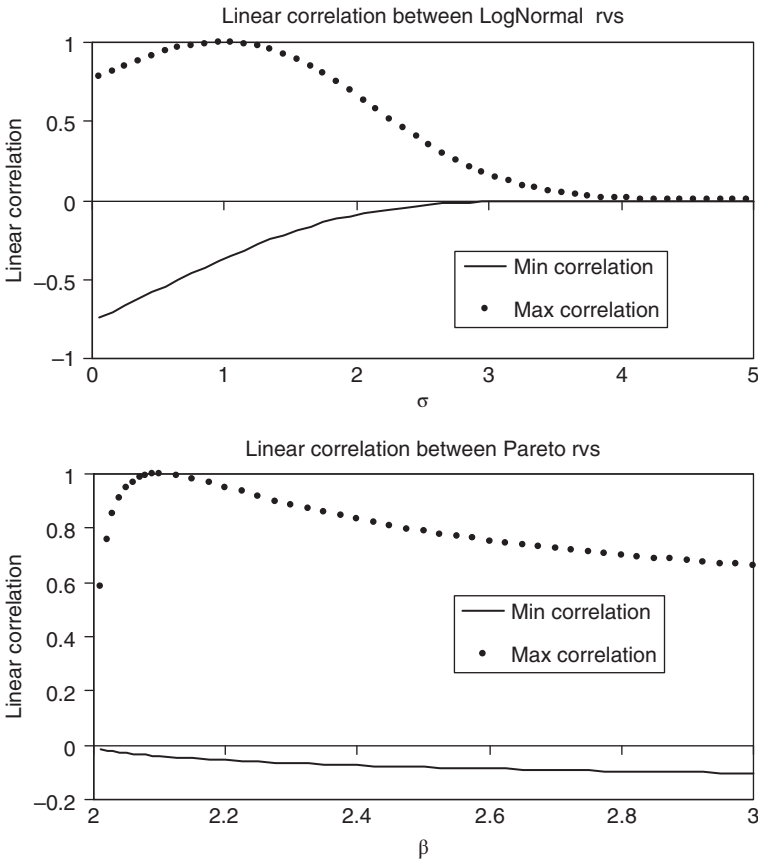 Linear correlation between LogNormal rvs
1
0.5
0
−0.5
−1
Linear correlation
Min correlation
Max correlation
0 1 2 3 4 5
σ
Linear correlation between Pareto rvs
1
0.8
0.6
0.4
0.2
0
−0.2
Linear correlation
Min correlation
Max correlation
2 2.2 2.4 2.6 2.8 3
β